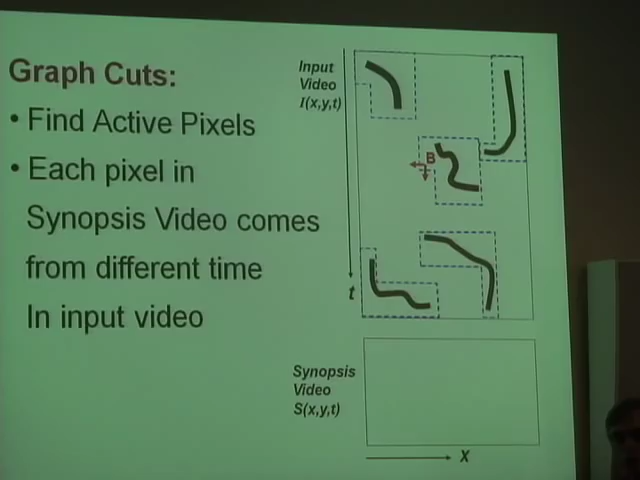 Graph Cuts:
• Find Active Pixels
• Each pixel in
Synopsis Video comes
from different time
In input video
Input
Video
I(x,y,t)
B
t
Synopsis
Video
S(x,y,t)
X